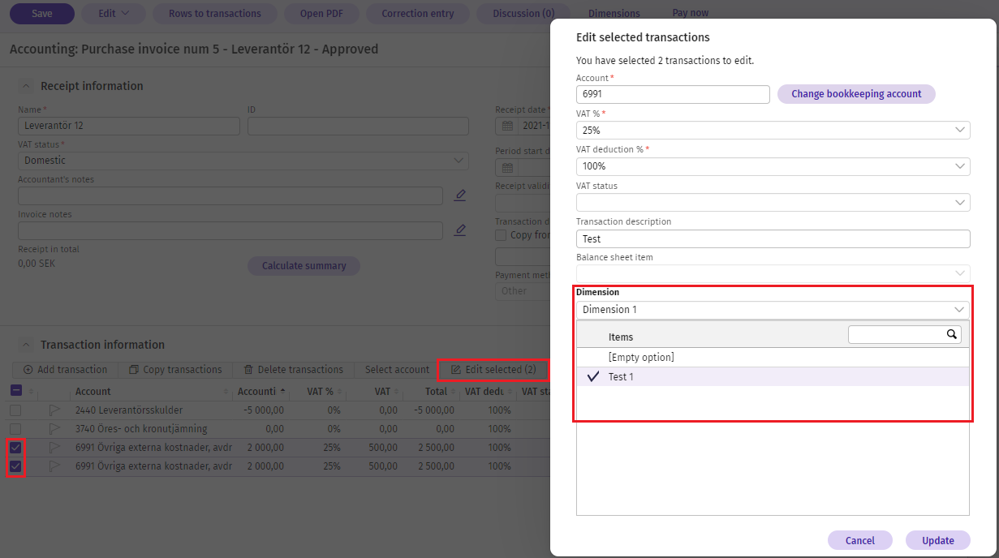 Save
Edit
Rows to transactions
Open PDF
Correction entry
Discussion (0)
Dimensions
Pay now
Accounting: Purchase invoice num 5 - Leverantör 12 - Approved
Receipt information
Name *
ID
Receipt date *
Leverantör 12
2021-1
VAT status *
Period start d
Domestic
Accountant's notes
Receipt validi
Invoice notes
Transaction d
Copy fron
Receipt in total
0,00 SEK
Calculate summary
Payment meth
Other
Transaction information
Add transaction
Copy transactions
Delete transactions
Select account
Edit selected (2)
Account
Accounti
VAT %
VAT
Total
VAT dedu
VAT sta
2440 Leverantörsskulder -5 000,00 0% 0,00 -5 000,00 100%
3740 Öres- och kronutjämning 0,00 0% 0,00 0,00 100%
6991 Övriga externa kostnader, avdr 2 000,00 25% 500,00 2 500,00 100%
6991 Övriga externa kostnader, avdr 2 000,00 25% 500,00 2 500,00 100%
Edit selected transactions
You have selected 2 transactions to edit.
Account *
6991
Change bookkeeping account
VAT % *
25%
VAT deduction % *
100%
VAT status
Transaction description
Test
Balance sheet item
Dimension
Dimension 1
Items
[Empty option]
Test 1
Cancel
Update